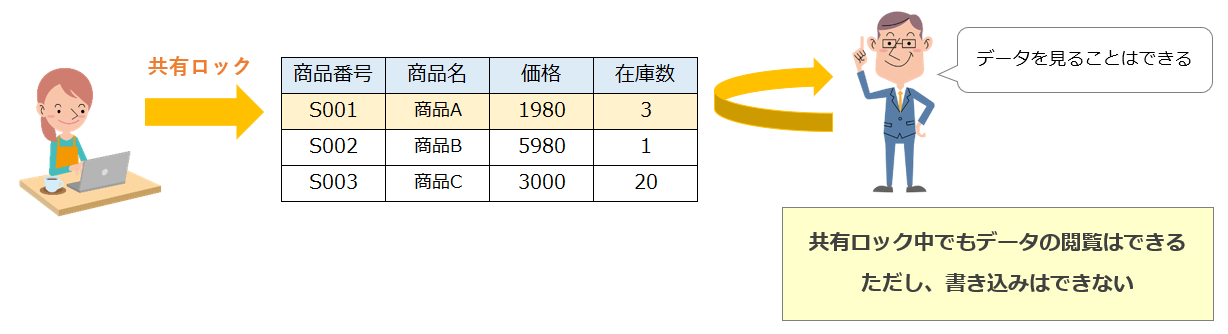 共有ロック
商品番号 商品名 価格 在庫数
S001 商品A 1980 3
S002 商品B 5980 1
S003 商品C 3000 20
データを見ることはできる
共有ロック中でもデータの閲覧はできる
ただし、書き込みはできない